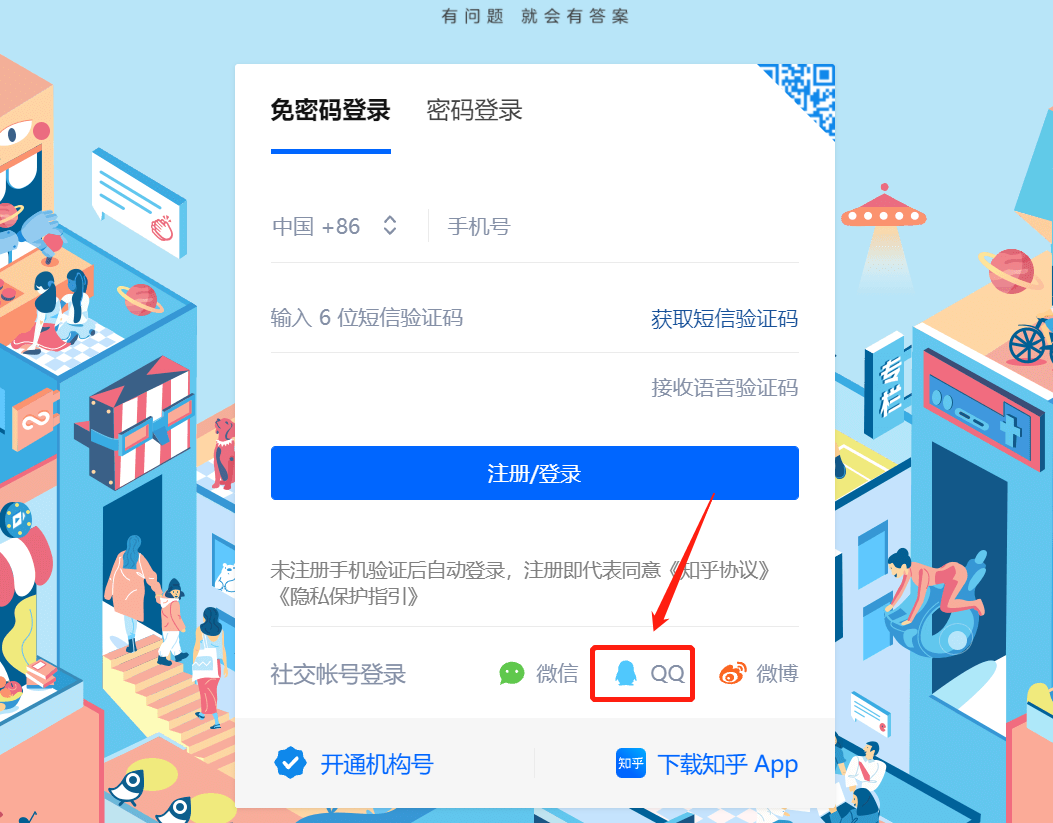 有问题 就会有答案
免密码登录 密码登录
中国 +86 手机号
输入 6 位短信验证码 获取短信验证码
接收语音验证码
专栏
注册/登录
未注册手机验证后自动登录，注册即代表同意《知乎协议》
《隐私保护指引》
社交帐号登录 微信 QQ 微博
开通机构号 知乎 下载知乎 App